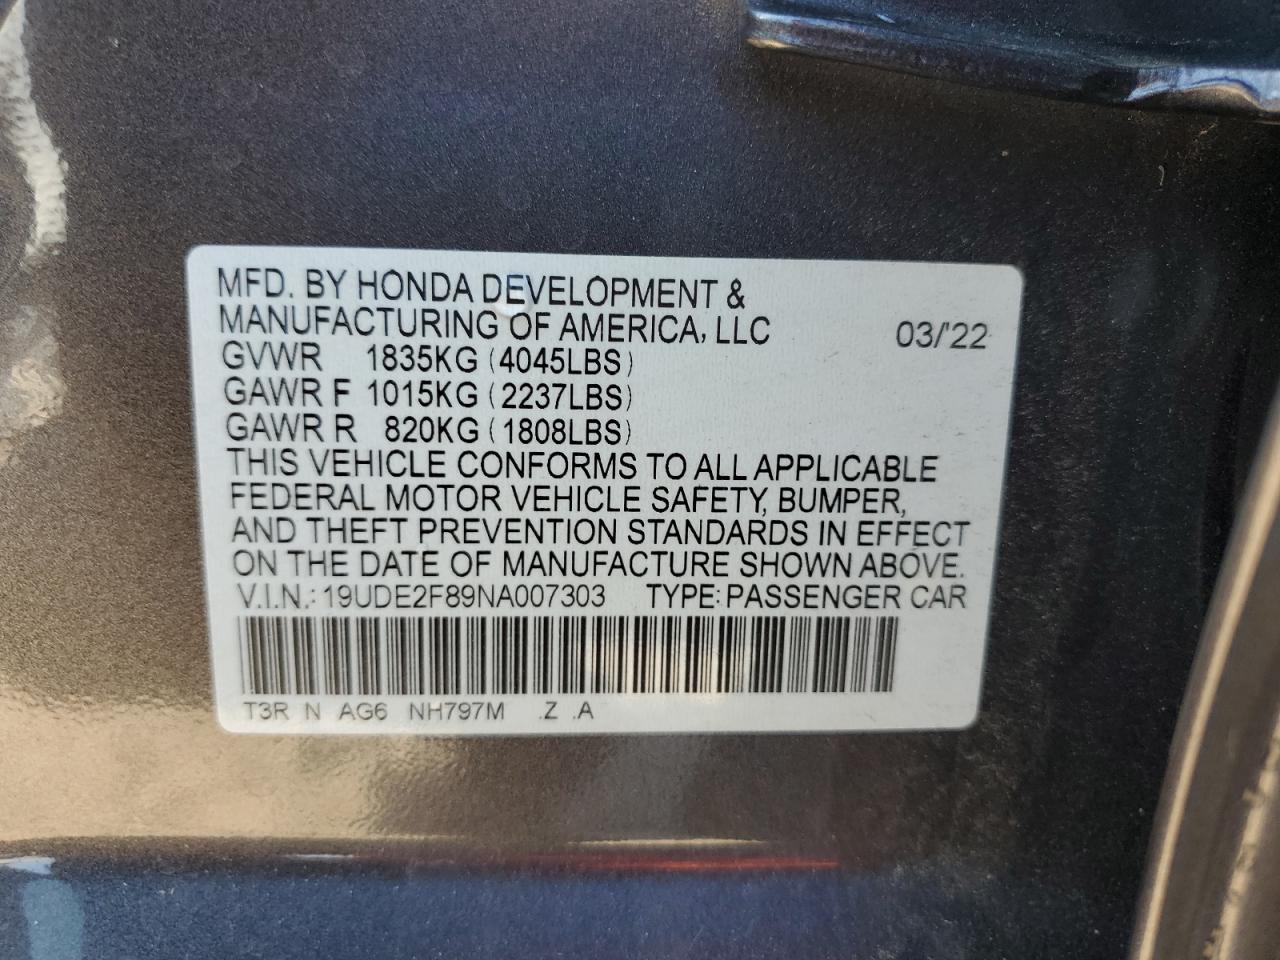 MFD. BY HONDA DEVELOPMENT &
MANUFACTURING OF AMERICA, LLC 03/'22
GVWR 1835KG (4045LBS)
GAWR F 1015KG (2237LBS)
GAWR R 820KG (1808LBS)
THIS VEHICLE CONFORMS TO ALL APPLICABLE
FEDERAL MOTOR VEHICLE SAFETY, BUMPER,
AND THEFT PREVENTION STANDARDS IN EFFECT
ON THE DATE OF MANUFACTURE SHOWN ABOVE.
V.I.N.: 19UDE2F89NA007303 TYPE: PASSENGER CAR
T3R N AG6 NH797M .Z .A